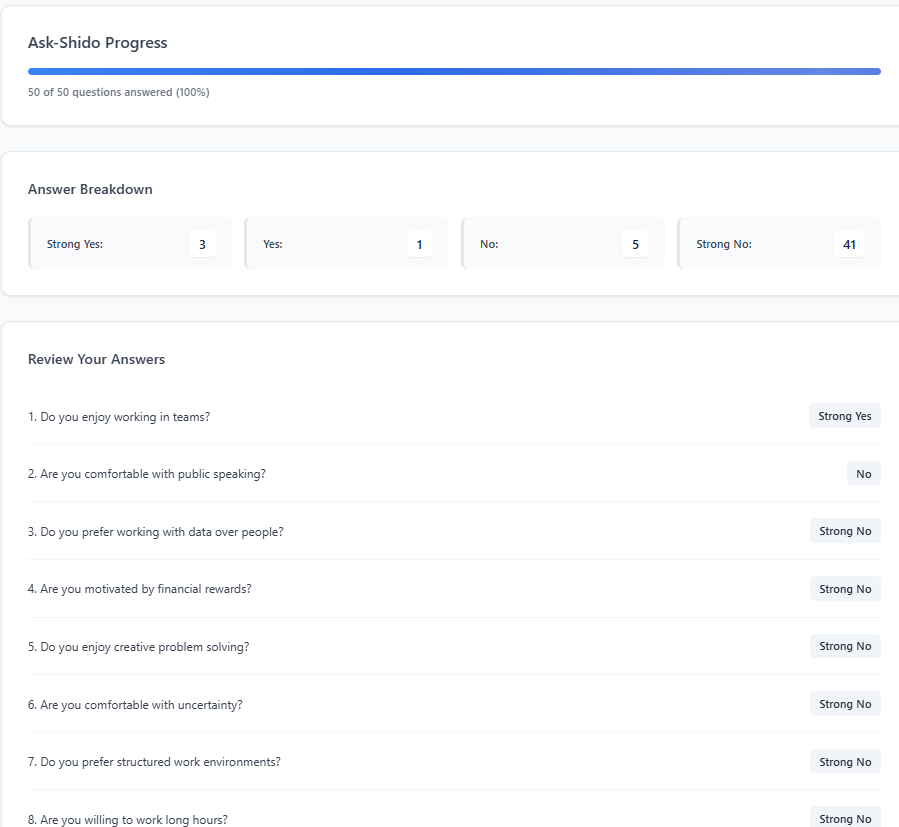 Ask-Shido Progress
50 of 50 questions answered (100%)
Answer Breakdown
Strong Yes: 3 Yes: 1 No: 5 Strong No: 41
Review Your Answers
1. Do you enjoy working in teams? Strong Yes
2. Are you comfortable with public speaking? No
3. Do you prefer working with data over people? Strong No
4. Are you motivated by financial rewards? Strong No
5. Do you enjoy creative problem solving? Strong No
6. Are you comfortable with uncertainty? Strong No
7. Do you prefer structured work environments? Strong No
8. Are you willing to work long hours? Strong No